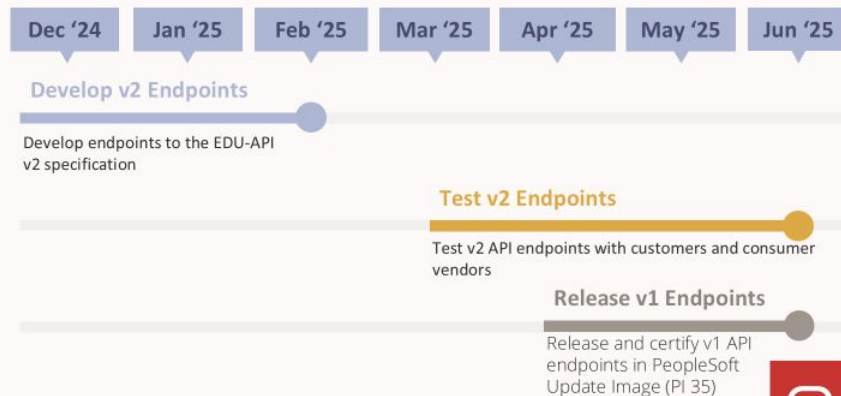 Dec ‘24 Jan ‘25 Feb ‘25 Mar ‘25 Apr ‘25 May ‘25 Jun ‘25
Develop v2 Endpoints
Develop endpoints to the EDU-API
v2 specification
Test v2 Endpoints
Test v2 API endpoints with customers and consumer
vendors
Release v1 Endpoints
Release and certify v1 API
endpoints in PeopleSoft
Update Image (PI 35)